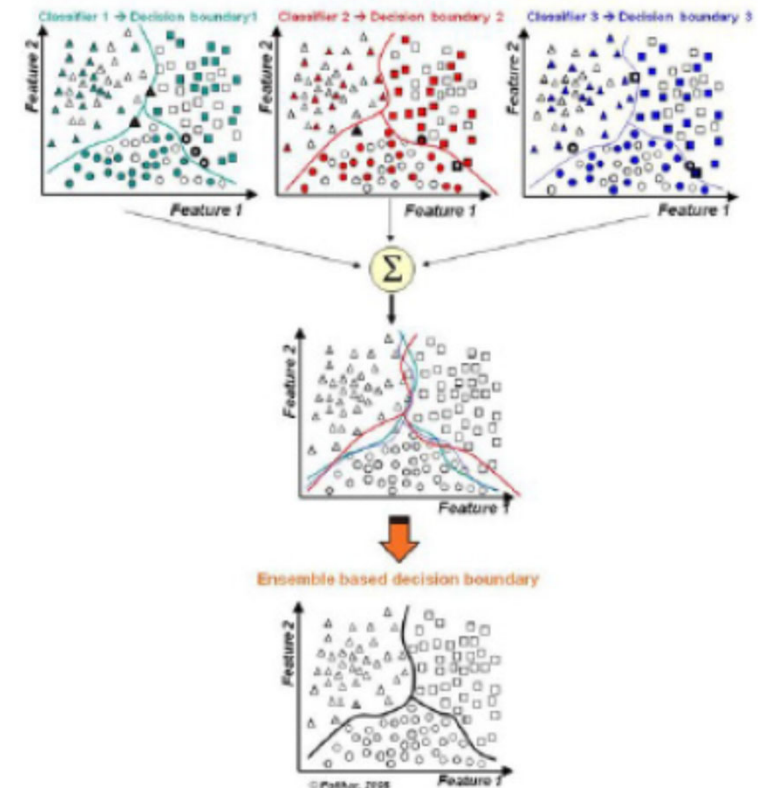 Classifier 1 → Decision boundary1
Classifier 2 → Decision boundary 2
Classifier 3 → Decision boundary 3
Feature 2
Feature 2
Feature 2
Feature 1
Feature 1
Feature 1
Σ
Feature 2
Feature 1
Ensemble based decision boundary
Feature 2
Feature 1